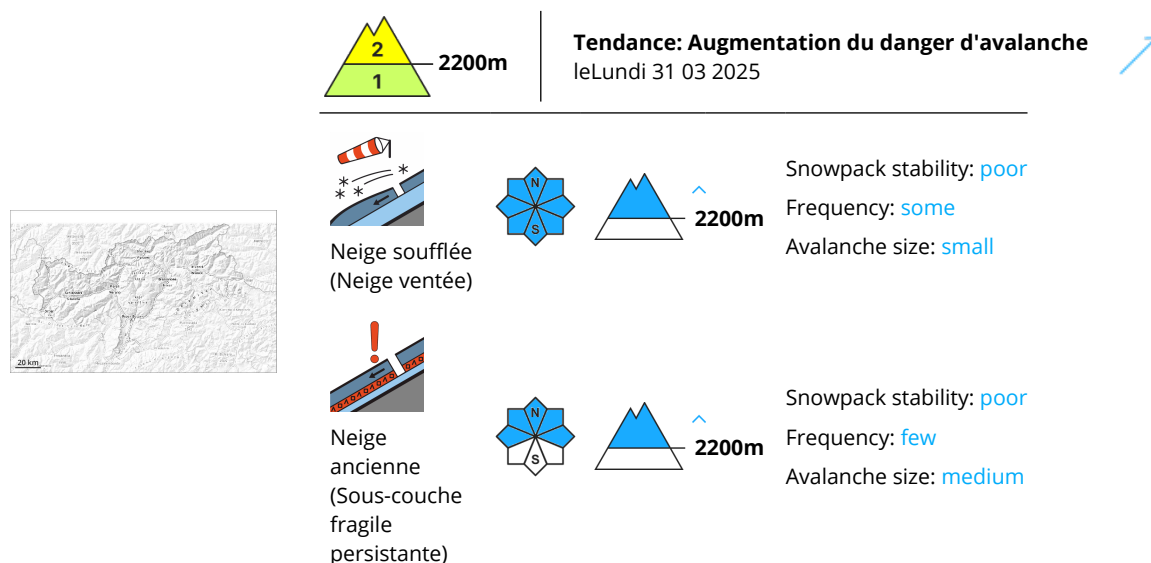 2
1
2200m
Tendance: Augmentation du danger d'avalanche
leLundi 31 03 2025
20 km
Neige soufflée
(Neige ventée)
N
S
2200m
Snowpack stability: poor
Frequency: some
Avalanche size: small
Neige
ancienne
(Sous-couche
fragile
persistante)
N
S
2200m
Snowpack stability: poor
Frequency: few
Avalanche size: medium